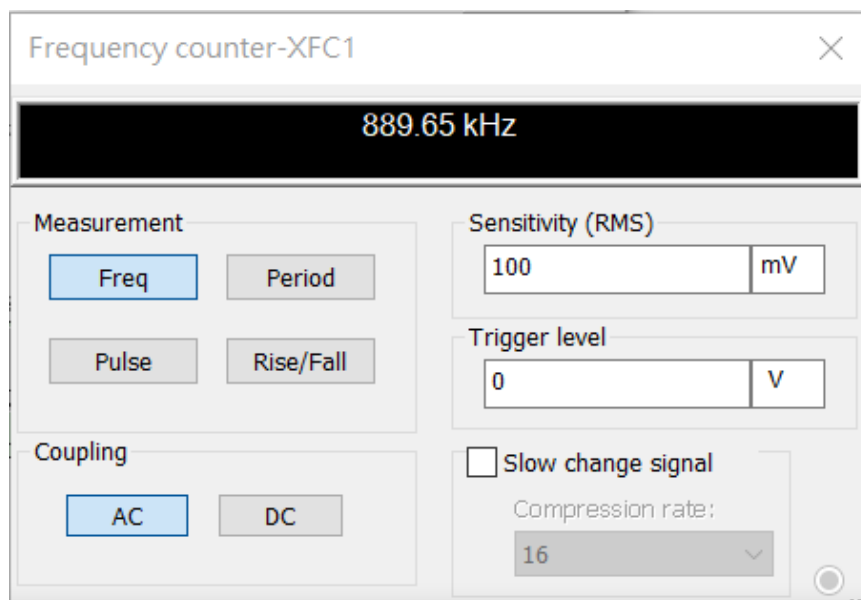 Frequency counter-XFC1
889.65 kHz
Measurement
Freq
Period
Pulse
Rise/Fall
Coupling
AC
DC
Sensitivity (RMS)
100
mV
Trigger level
0
V
Slow change signal
Compression rate:
16